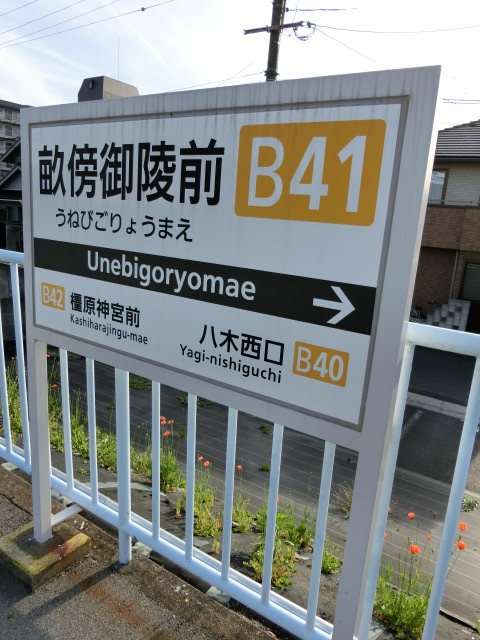 畝傍御陵前 B41
うねびごりょうまえ
Unebigoryomae →
B42 橿原神宮前
Kashiharajingu-mae
八木西口 B40
Yagi-nishiguchi